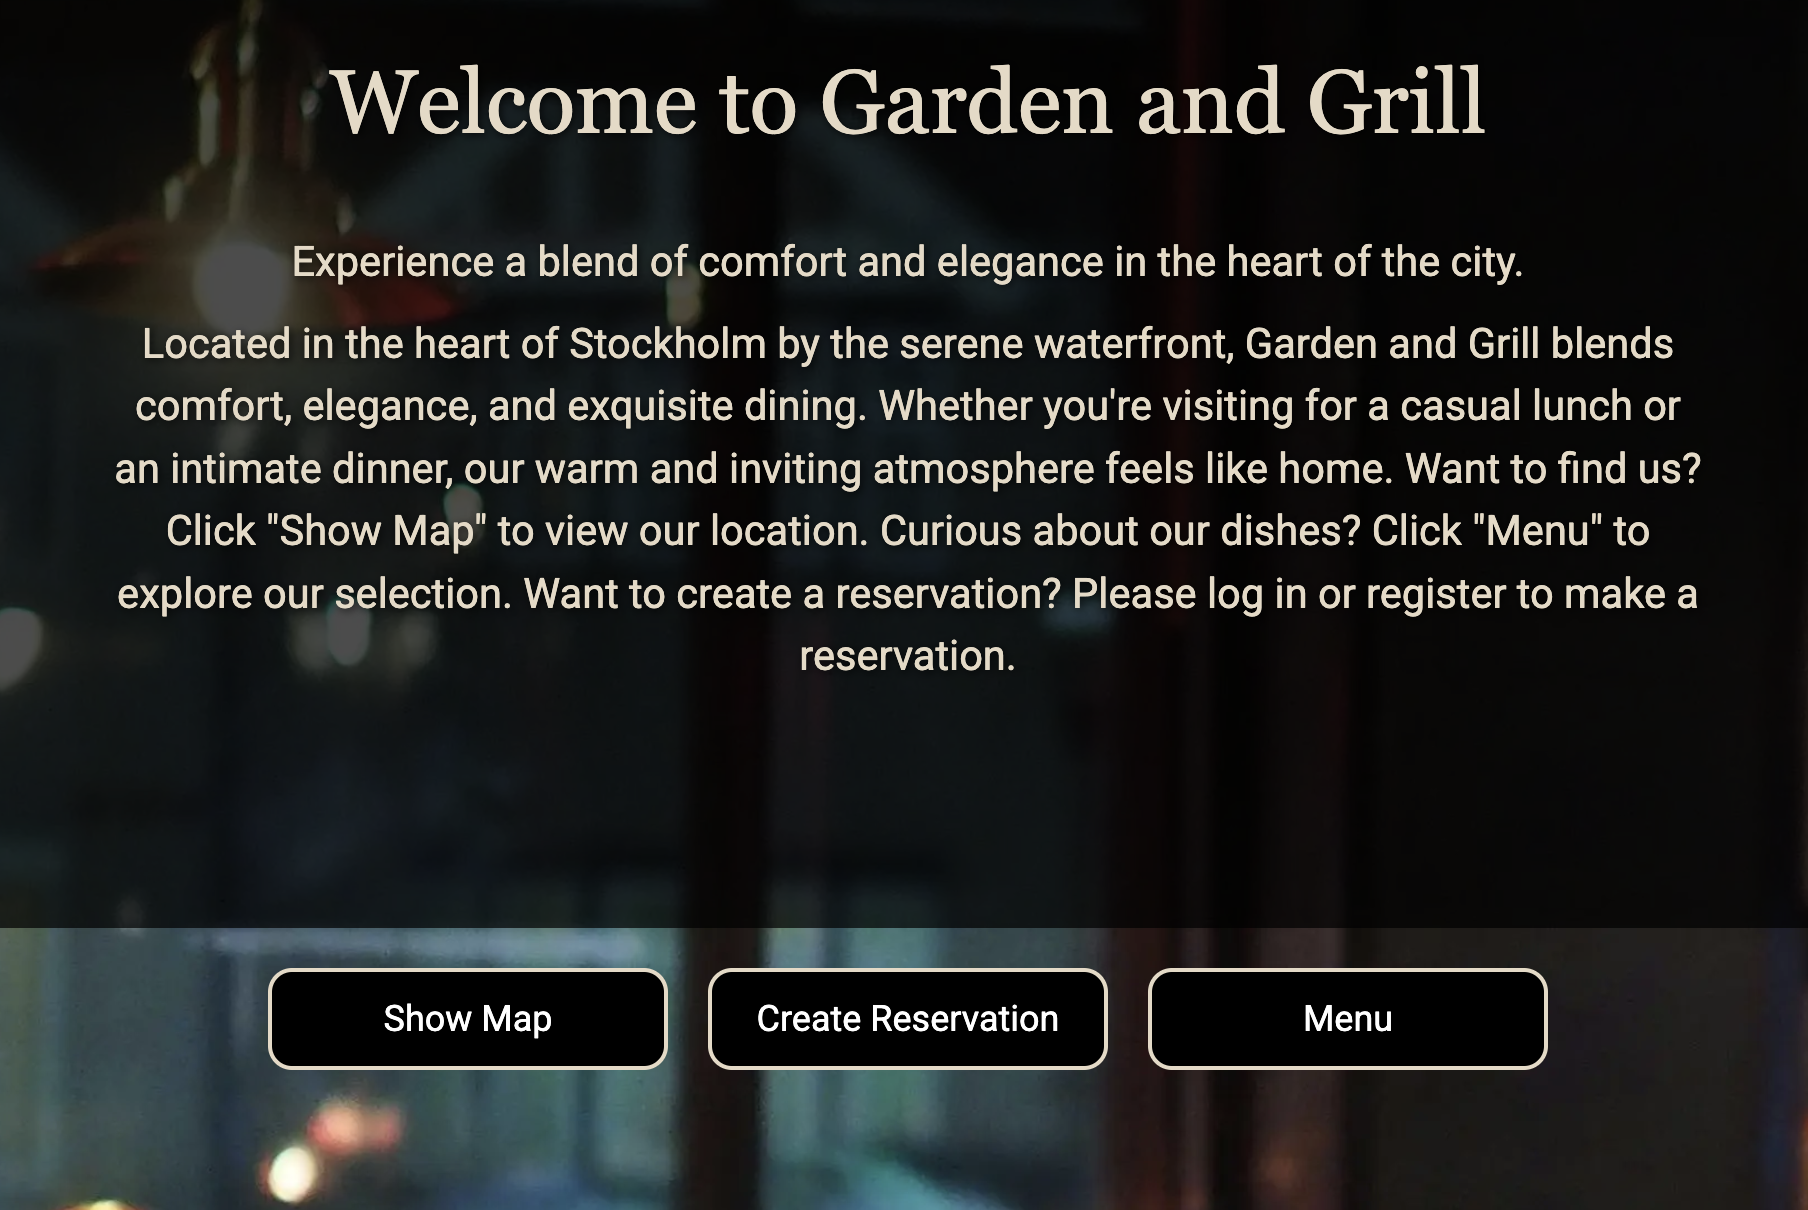 Welcome to Garden and Grill
Experience a blend of comfort and elegance in the heart of the city.
Located in the heart of Stockholm by the serene waterfront, Garden and Grill blends
comfort, elegance, and exquisite dining. Whether you're visiting for a casual lunch or
an intimate dinner, our warm and inviting atmosphere feels like home. Want to find us?
Click "Show Map" to view our location. Curious about our dishes? Click "Menu" to
explore our selection. Want to create a reservation? Please log in or register to make a
reservation.
Show Map
Create Reservation
Menu